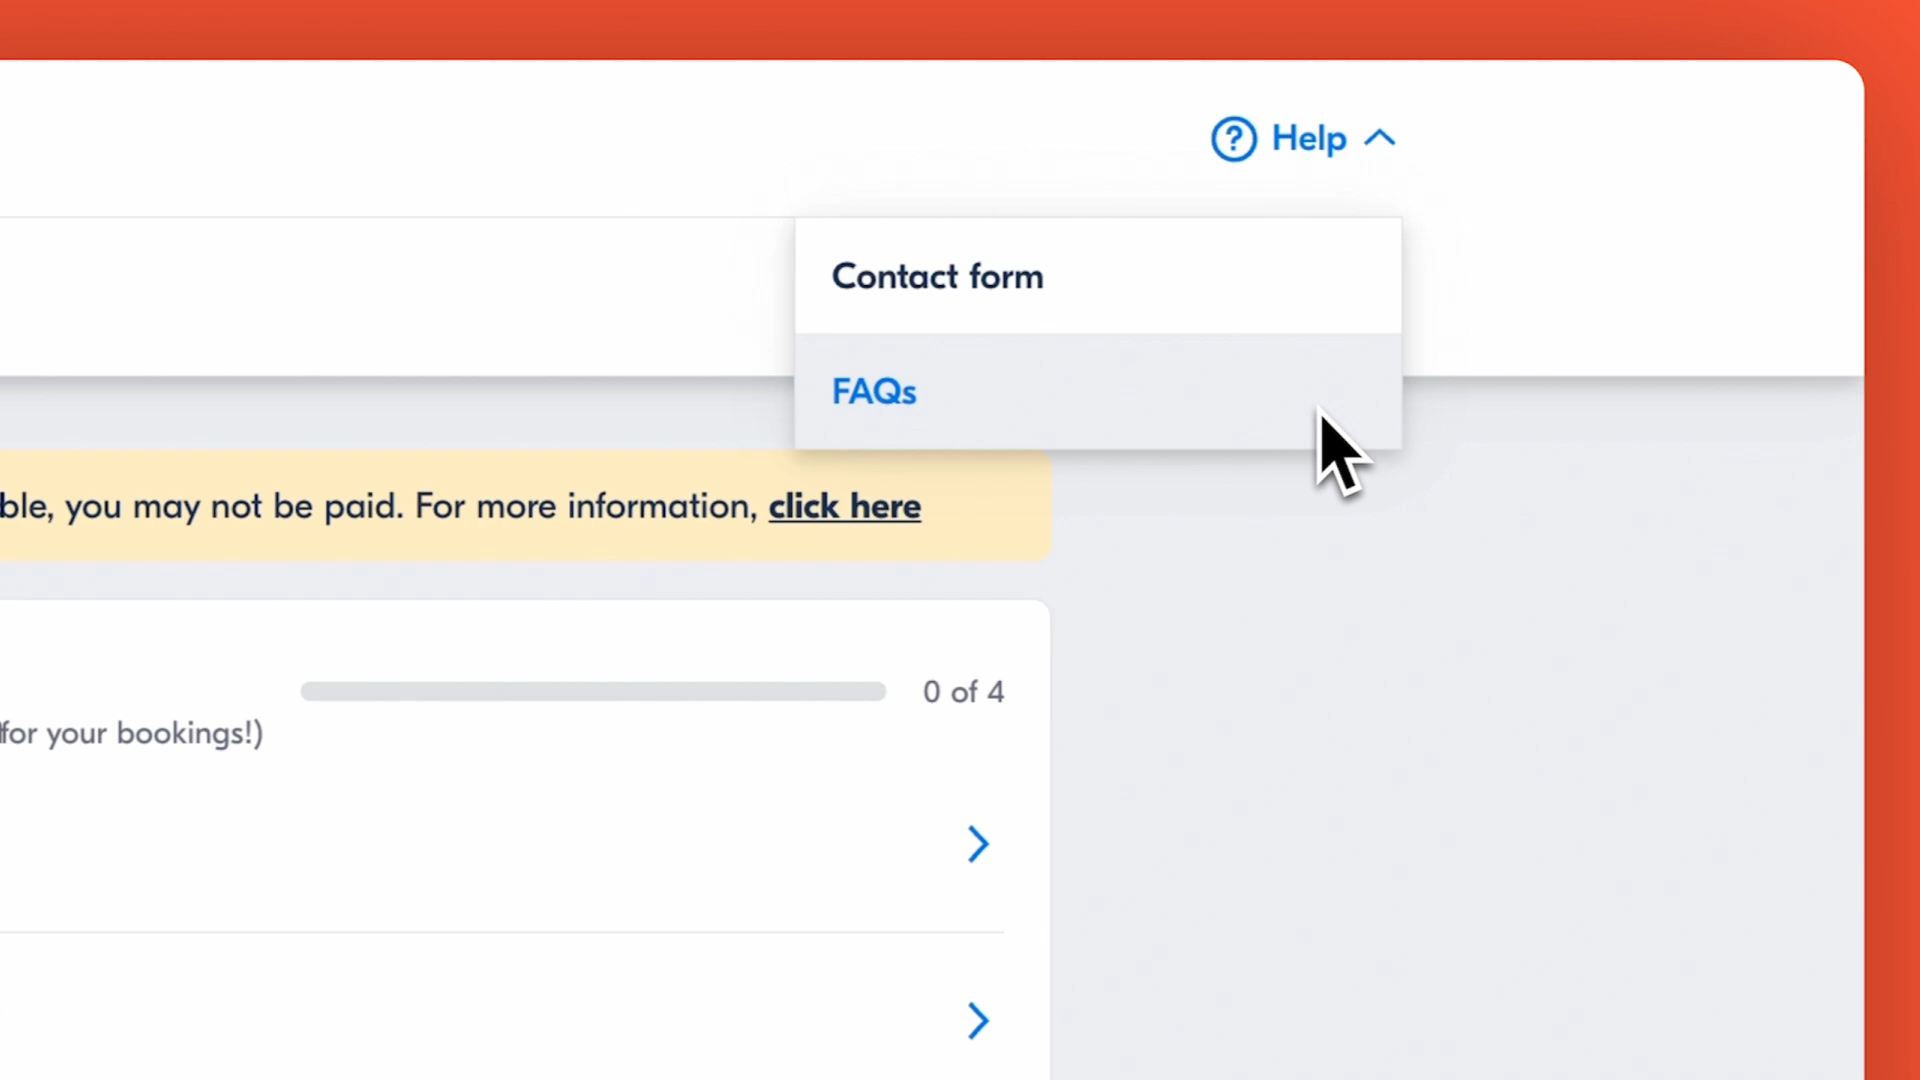 Help
Contact form
FAQs
you may not be paid. For more information, click here
0 of 4
for your bookings!)